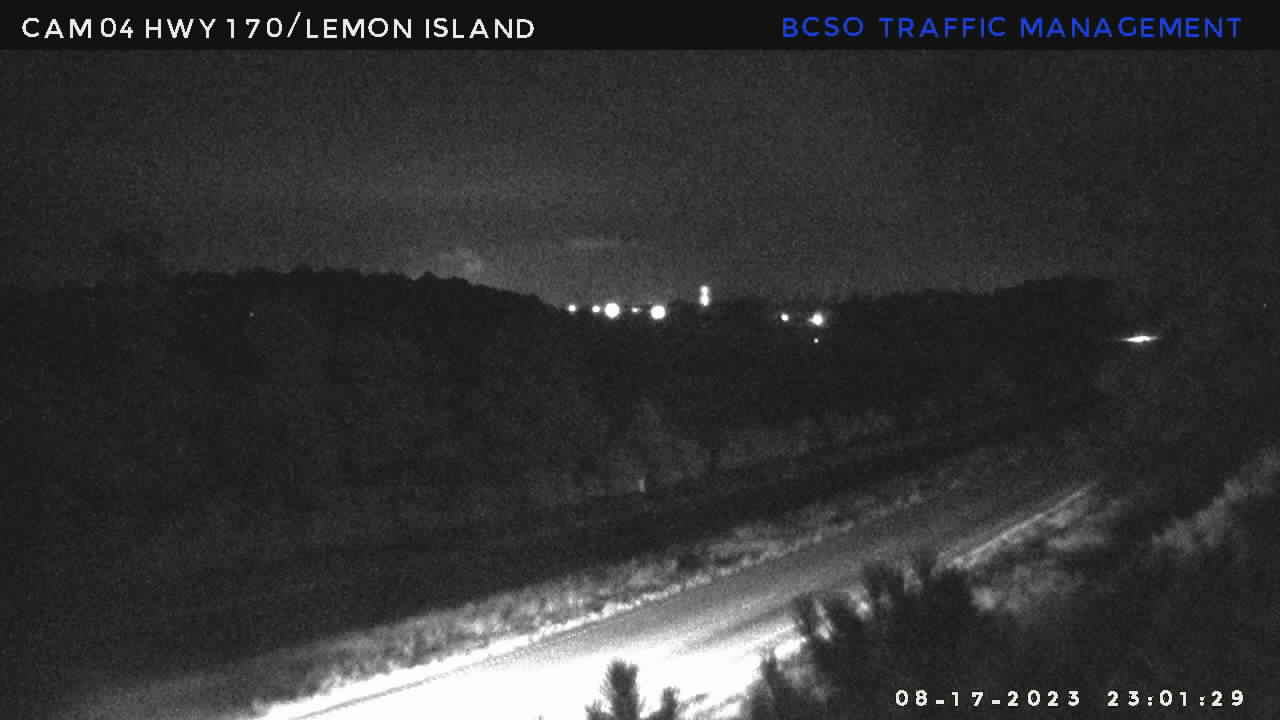 CAM04 HWY 170/LEMON ISLAND
BCSO TRAFFIC MANAGEMENT
08-17-2023 23:01:29